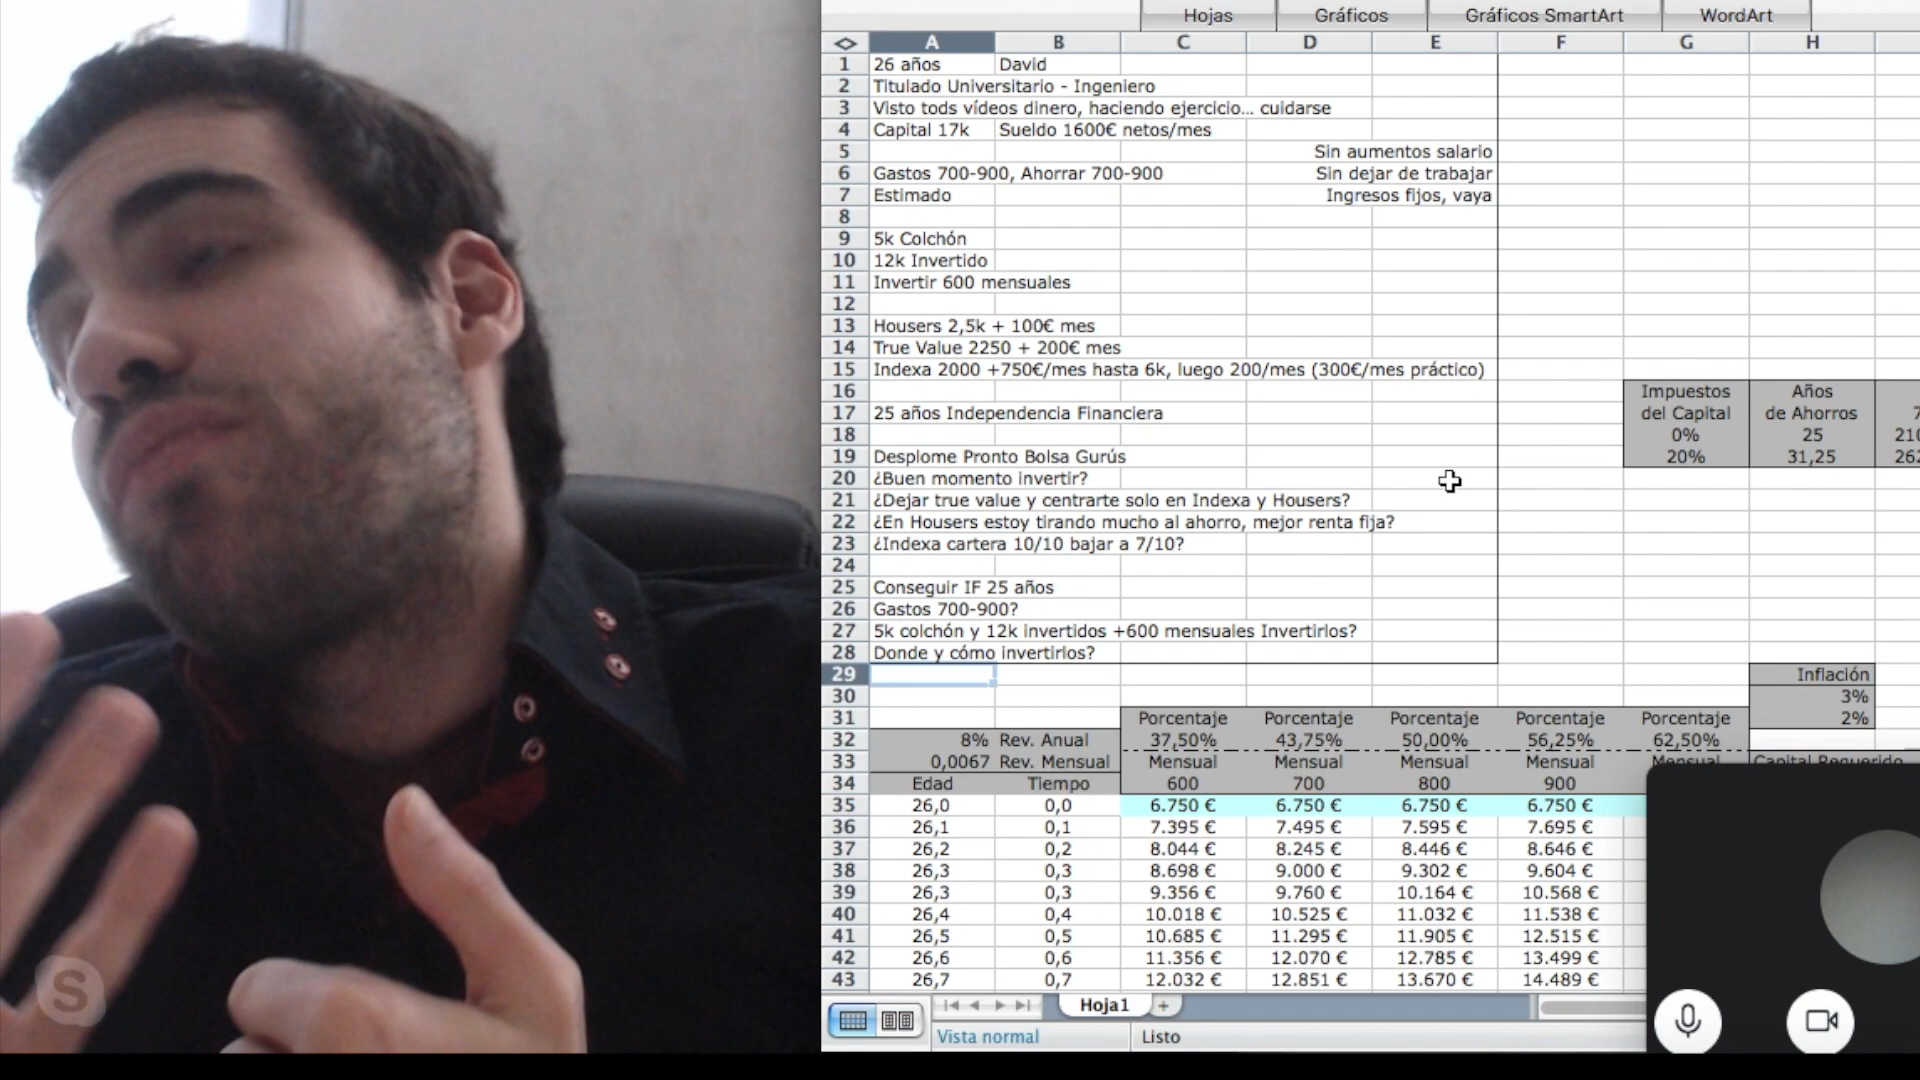 Hojas Gráficos Gráficos SmartArt WordArt
A B C D E F G H
1 26 años David
2 Titulado Universitario - Ingeniero
3 Visto tods vídeos dinero, haciendo ejercicio... cuidarse
4 Capital 17k Sueldo 1600€ netos/mes
5 Sin aumentos salario
6 Gastos 700-900, Ahorrar 700-900 Sin dejar de trabajar
7 Estimado Ingresos fijos, vaya
8
9 5k Colchón
10 12k Invertido
11 Invertir 600 mensuales
12
13 Housers 2,5k + 100€ mes
14 True Value 2250 + 200€ mes
15 Indexa 2000 +750€/mes hasta 6k, luego 200/mes (300€/mes práctico)
16 Impuestos Años
17 25 años Independencia Financiera del Capital de Ahorros
18 0% 25
19 Desplome Pronto Bolsa Gurús 20% 31,25
20 ¿Buen momento invertir?
21 ¿Dejar true value y centrarte solo en Indexa y Housers?
22 ¿En Housers estoy tirando mucho al ahorro, mejor renta fija?
23 ¿Indexa cartera 10/10 bajar a 7/10?
24
25 Conseguir IF 25 años
26 Gastos 700-900?
27 5k colchón y 12k invertidos +600 mensuales Invertirlos?
28 Donde y cómo invertirlos?
29 Inflación
30 3%
31 Porcentaje Porcentaje Porcentaje Porcentaje Porcentaje 2%
32 8% Rev. Anual 37,50% 43,75% 50,00% 56,25% 62,50%
33 0,0067 Rev. Mensual Mensual Mensual Mensual Mensual Mensual Capital Requerido
34 Edad Tiempo 600 700 800 900
35 26,0 0,0 6.750 € 6.750 € 6.750 € 6.750 €
36 26,1 0,1 7.395 € 7.495 € 7.595 € 7.695 €
37 26,2 0,2 8.044 € 8.245 € 8.446 € 8.646 €
38 26,3 0,3 8.698 € 9.000 € 9.302 € 9.604 €
39 26,3 0,3 9.356 € 9.760 € 10.164 € 10.568 €
40 26,4 0,4 10.018 € 10.525 € 11.032 € 11.538 €
41 26,5 0,5 10.685 € 11.295 € 11.905 € 12.515 €
42 26,6 0,6 11.356 € 12.070 € 12.785 € 13.499 €
43 26,7 0,7 12.032 € 12.851 € 13.670 € 14.489 €
Hoja1 +
Vista normal Listo
S